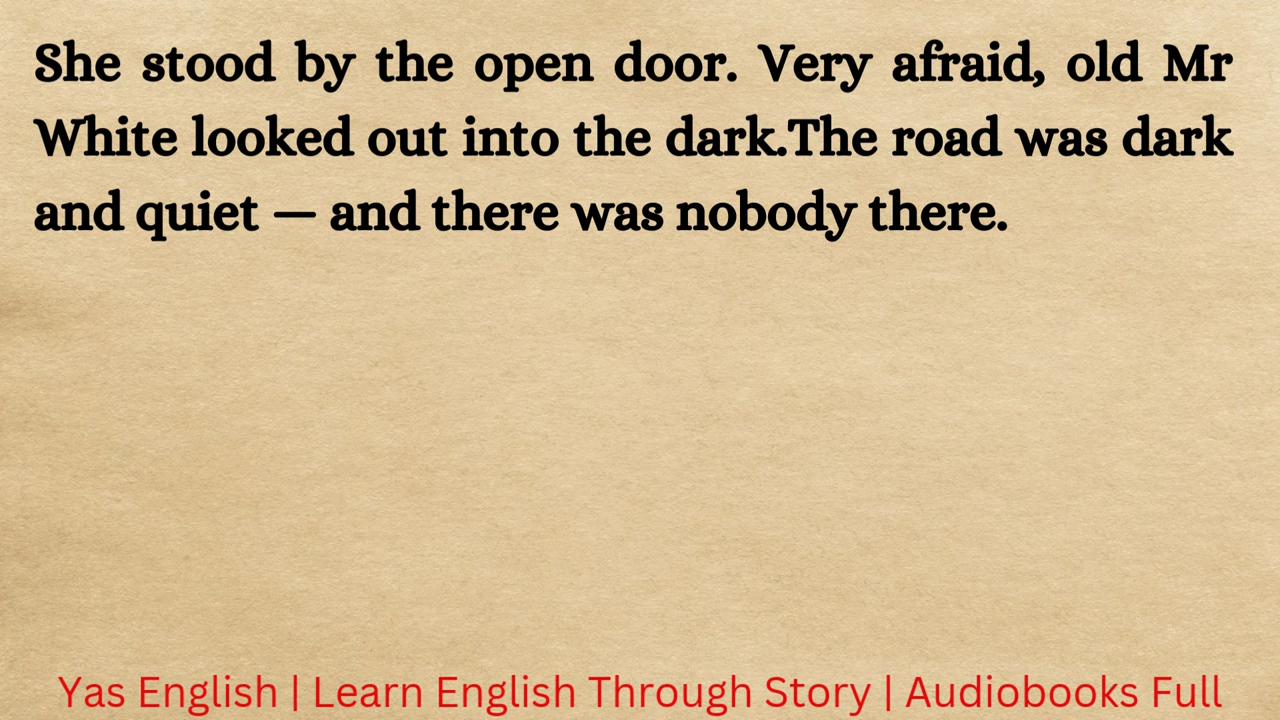 She stood by the open door. Very afraid, old Mr
White looked out into the dark.The road was dark
and quiet — and there was nobody there.
Yas English | Learn English Through Story | Audiobooks Full